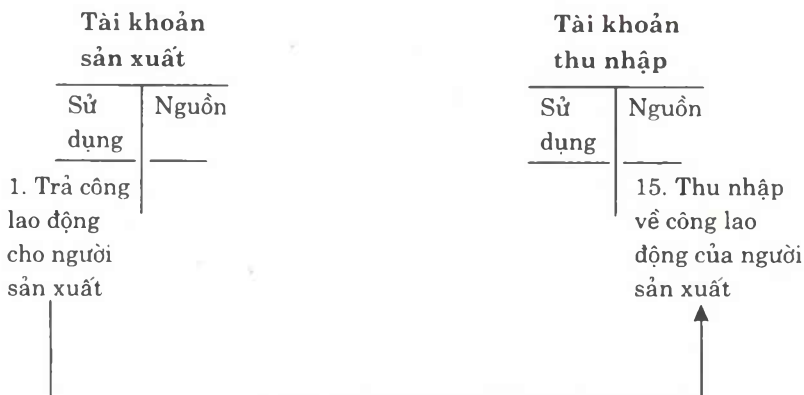 Tài khoản
sản xuất
Sử
dụng
Nguồn
1. Trả công
lao động
cho người
sản xuất
Tài khoản
thu nhập
Sử
dụng
Nguồn
15. Thu nhập
về công lao
động của người
sản xuất